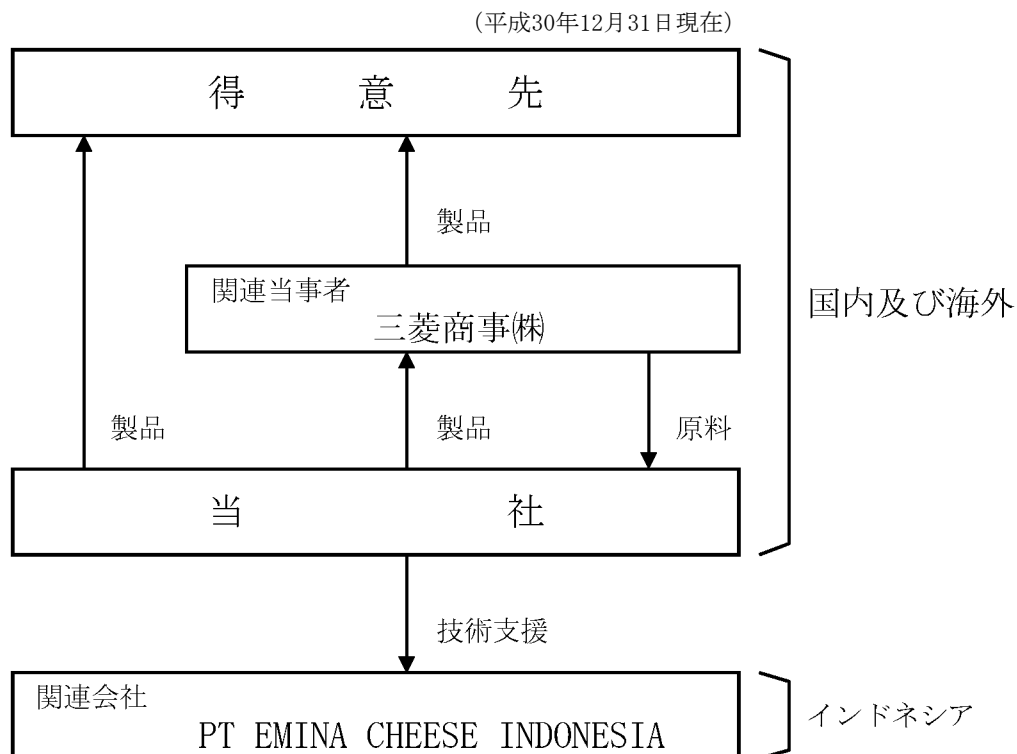 （平成30年12月31日現在）
得意先
製品
関連当事者
三菱商事㈱
国内及び海外
製品
製品
原料
当社
技術支援
関連会社
PT EMINA CHEESE INDONESIA
インドネシア